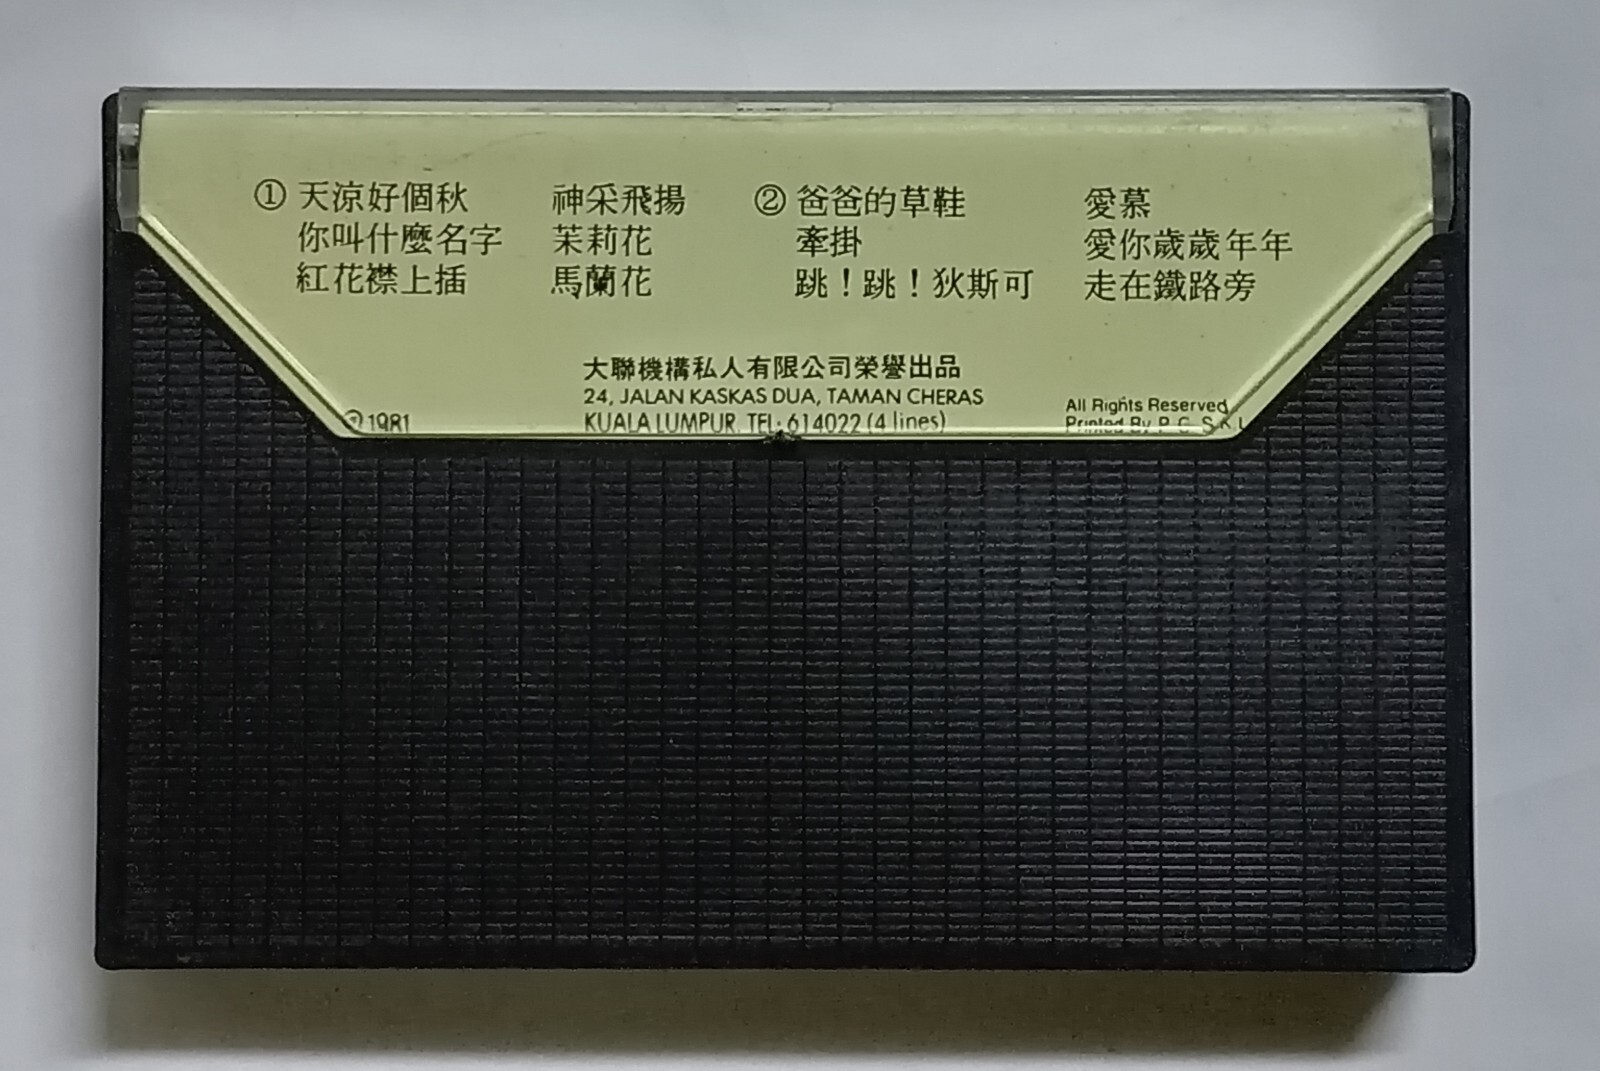 ① 天涼好個秋 神采飛揚 ② 爸爸的草鞋 愛慕
你叫什麼名字 茉莉花 牽掛 愛你歲歲年年
紅花襟上插 馬蘭花 跳！跳！狄斯可 走在鐵路旁
大聯機構私人有限公司榮譽出品
24, JALAN KASKAS DUA, TAMAN CHERAS
KUALA LUMPUR. TEL: 614022 (4 lines)
℗ 1981
All Rights Reserved
Printed By P. C. S.